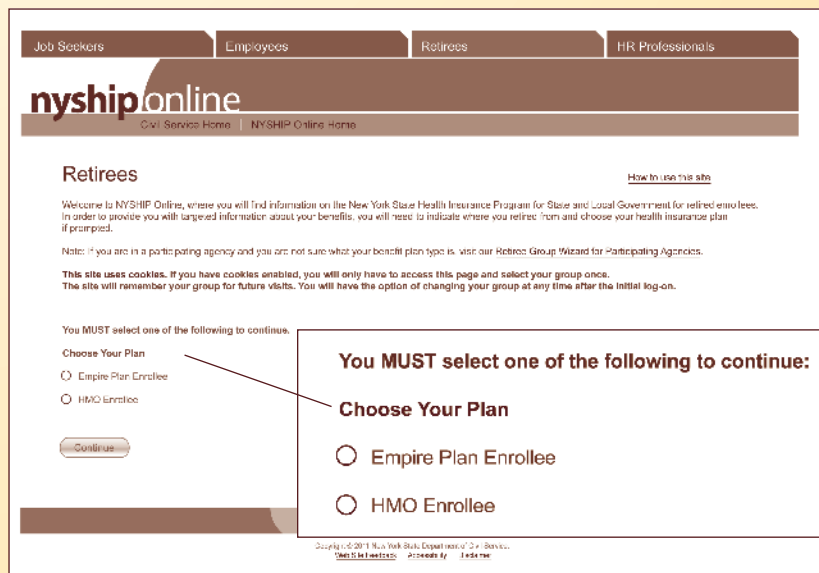 Job Seekers
Employees
Retirees
HR Professionals
nyship online
Civil Service Home | NYSHIP Online Home
Retirees
How to use this site
Welcome to NYSHIP Online, where you will find information on the New York State Health Insurance Program for State and Local Government for retired enrollees.
In order to provide you with targeted information about your benefits, you will need to indicate where you retired from and choose your health insurance plan
if prompted.
Note: If you are in a participating agency and you are not sure what your benefit plan type is, visit our Retiree Group Wizard for Participating Agencies.
This site uses cookies. If you have cookies enabled, you will only have to access this page and select your group once.
The site will remember your group for future visits. You will have the option of changing your group at any time after the initial log-on.
You MUST select one of the following to continue.
Choose Your Plan
Empire Plan Enrollee
HMO Enrollee
Continue
You MUST select one of the following to continue:
Choose Your Plan
Empire Plan Enrollee
HMO Enrollee
Copyright © 2011 New York State Department of Civil Service.
Web Site Feedback Accessibility Disclaimer